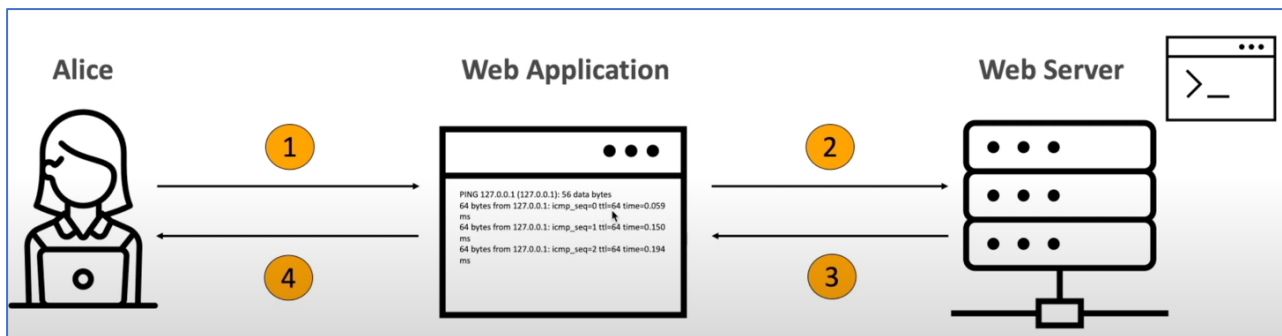 Alice
Web Application
Web Server
>_
1
2
PING 127.0.0.1 (127.0.0.1): 56 data bytes
64 bytes from 127.0.0.1: icmp_seq=0 ttl=64 time=0.059
ms
64 bytes from 127.0.0.1: icmp_seq=1 ttl=64 time=0.150
ms
64 bytes from 127.0.0.1: icmp_seq=2 ttl=64 time=0.194
ms
4
3